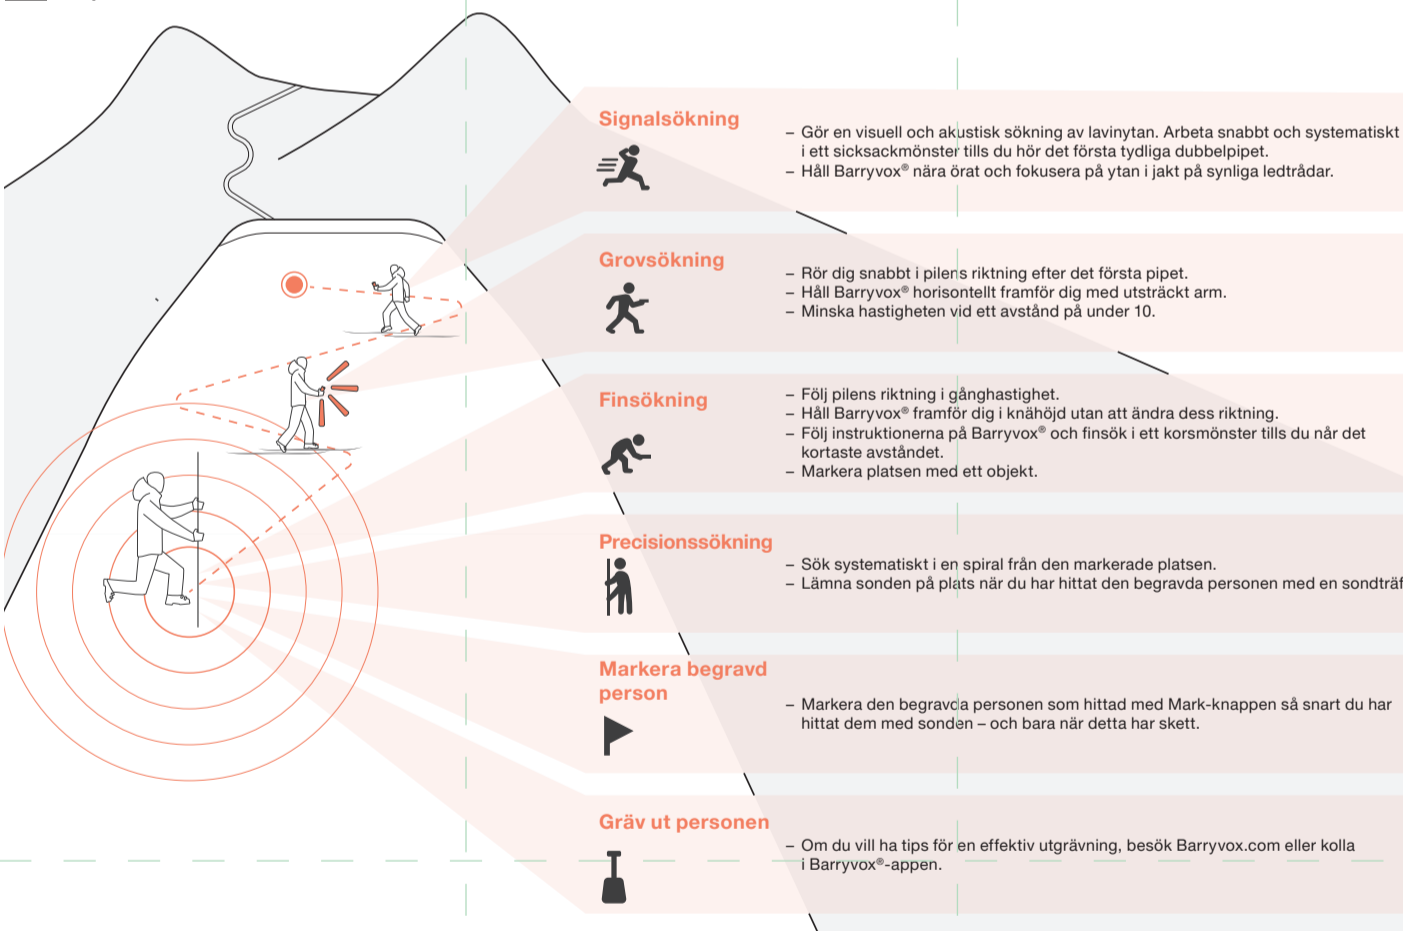 Signalsökning
– Gör en visuell och akustisk sökning av lavinytan. Arbeta snabbt och systematiskt
i ett sicksackmönster tills du hör det första tydliga dubbelpipet.
– Håll Barryvox® nära örat och fokusera på ytan i jakt på synliga ledtrådar.
Grovsökning
– Rör dig snabbt i pilens riktning efter det första pipet.
– Håll Barryvox® horisontellt framför dig med utsträckt arm.
– Minska hastigheten vid ett avstånd på under 10.
Finsökning
– Följ pilens riktning i gånghastighet.
– Håll Barryvox® framför dig i knähöjd utan att ändra dess riktning.
– Följ instruktionerna på Barryvox® och finsök i ett korsmönster tills du når det
kortaste avståndet.
– Markera platsen med ett objekt.
Precisionssökning
– Sök systematiskt i en spiral från den markerade platsen.
– Lämna sonden på plats när du har hittat den begravda personen med en
Markera begravd
person
– Markera den begravda personen som hittad med Mark-knappen så snart du har
hittat dem med sonden – och bara när detta har skett.
Gräv ut personen
– Om du vill ha tips för en effektiv utgrävning, besök Barryvox.com eller kolla
i Barryvox®-appen.